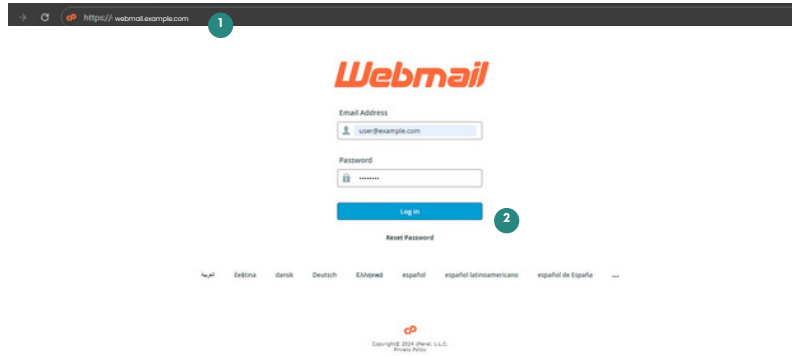 https:// webmail.example.com
1
Webmail
Email Address
user@example.com
Password
••••••••
Log in
2
Reset Password
العربية čeština dansk Deutsch Ελληνικά español español latinoamericano español de España ...
cP
Copyright© 2024 cPanel, L.L.C.
Privacy Policy